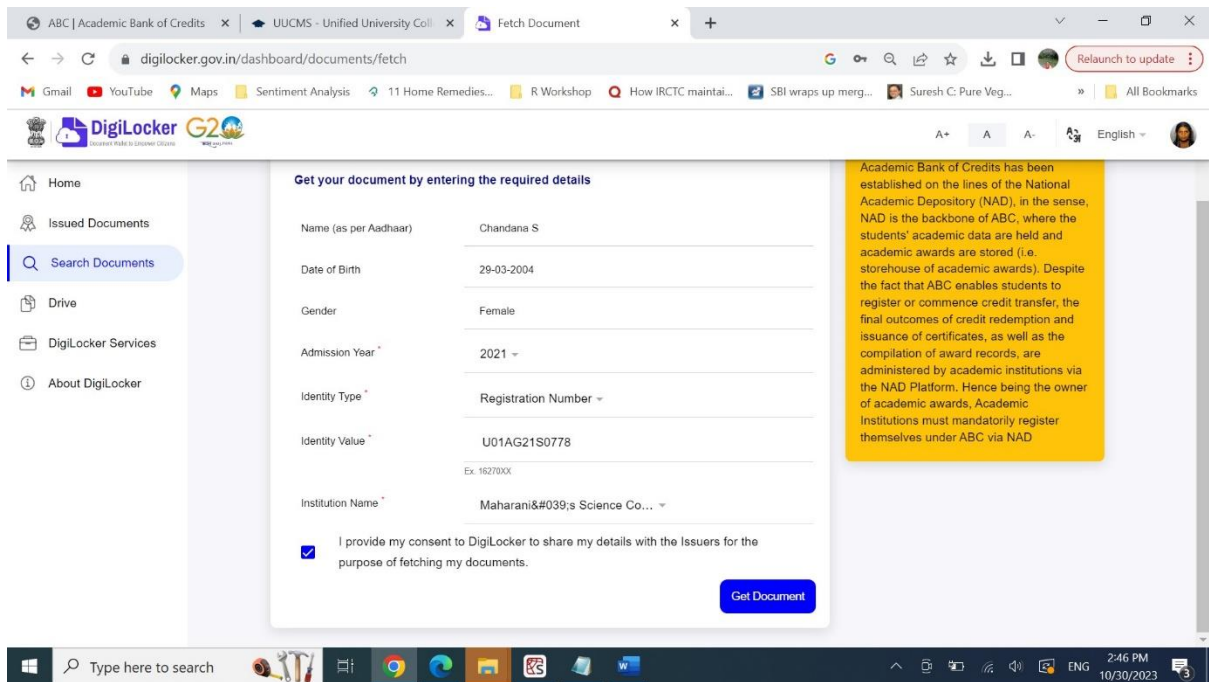 ABC | Academic Bank of Credits
UUCMS - Unified University Coll
Fetch Document
digilocker.gov.in/dashboard/documents/fetch
Relaunch to update
Gmail YouTube Maps Sentiment Analysis 11 Home Remedies... R Workshop How IRCTC maintai... SBI wraps up merg... Suresh C: Pure Veg... » All Bookmarks
DigiLocker G20
Document Wallet to Empower Citizens
A+ A A- English
Home
Issued Documents
Search Documents
Drive
DigiLocker Services
About DigiLocker
Get your document by entering the required details
Name (as per Aadhaar) Chandana S
Date of Birth 29-03-2004
Gender Female
Admission Year * 2021
Identity Type * Registration Number
Identity Value * U01AG21S0778
Ex. 16270XX
Institution Name * Maharani&#039;s Science Co...
I provide my consent to DigiLocker to share my details with the Issuers for the
purpose of fetching my documents.
Get Document
Academic Bank of Credits has been
established on the lines of the National
Academic Depository (NAD), in the sense,
NAD is the backbone of ABC, where the
students' academic data are held and
academic awards are stored (i.e.
storehouse of academic awards). Despite
the fact that ABC enables students to
register or commence credit transfer, the
final outcomes of credit redemption and
issuance of certificates, as well as the
compilation of award records, are
administered by academic institutions via
the NAD Platform. Hence being the owner
of academic awards, Academic
Institutions must mandatorily register
themselves under ABC via NAD
Type here to search
ENG
2:46 PM
10/30/2023
3